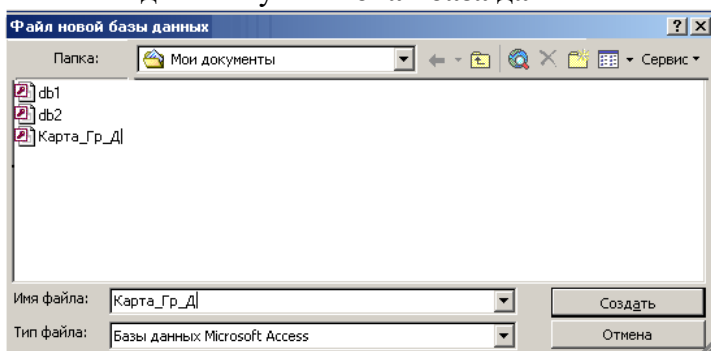 Файл новой базы данных
Папка: Мои документы Сервис
db1
db2
Карта_Гр_Д
Имя файла: Карта_Гр_Д Создать
Тип файла: Базы данных Microsoft Access Отмена